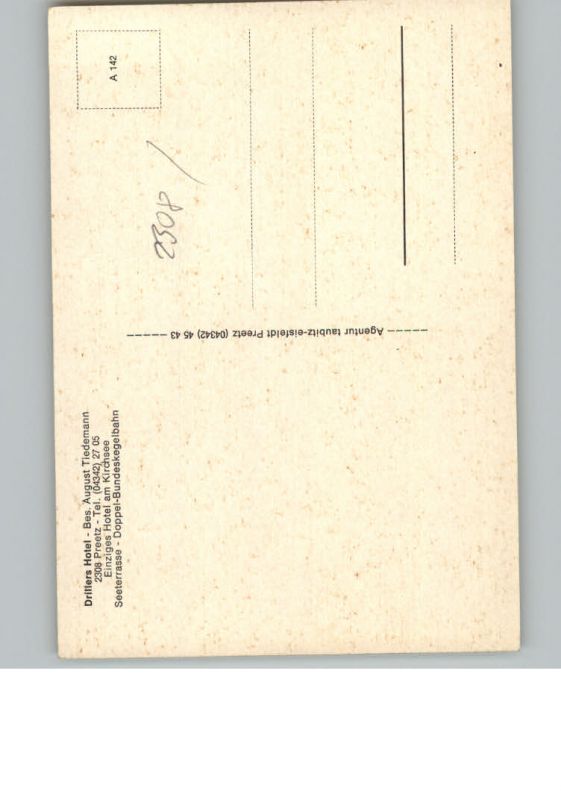 Drillers Hotel - Bes. August Tiedemann
2308 Preetz - Tel. (04342) 27 05
Einziges Hotel am Kirchsee
Seeterrasse - Doppel-Bundeskegelbahn
Agentur taubitz-eisfeldt Preetz (04342) 45 43
A 142
2308 /